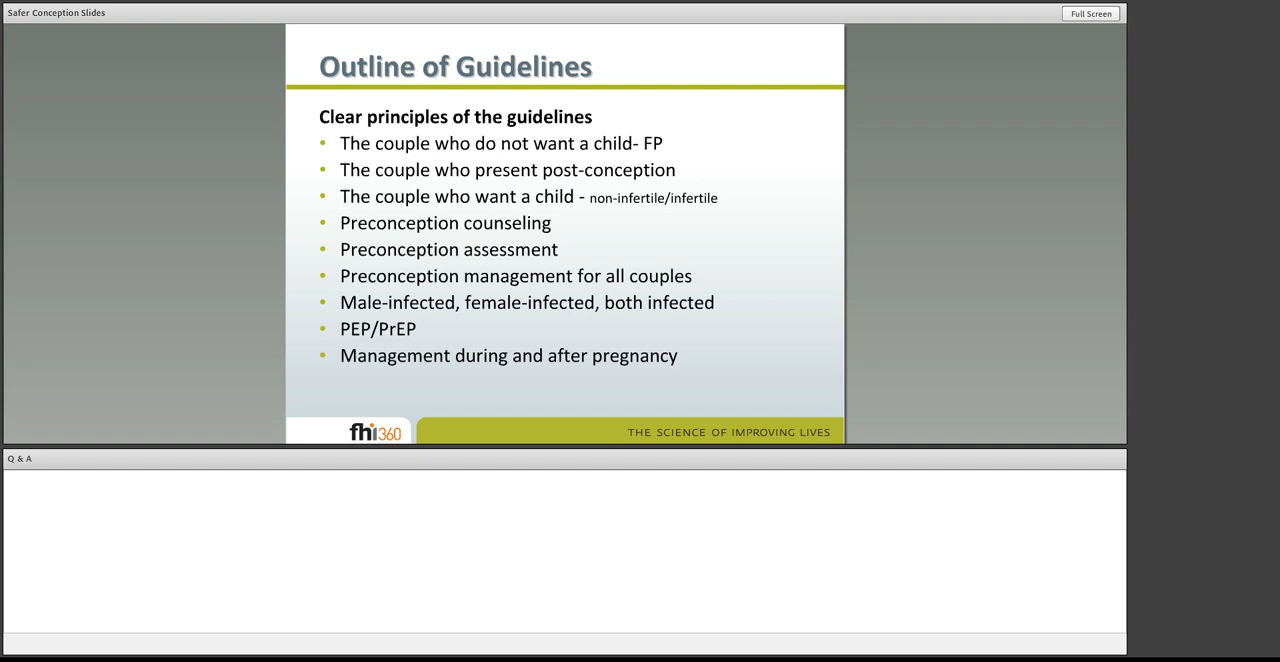 Safer Conception Slides
Full Screen
Outline of Guidelines
Clear principles of the guidelines
• The couple who do not want a child- FP
• The couple who present post-conception
• The couple who want a child - non-infertile/infertile
• Preconception counseling
• Preconception assessment
• Preconception management for all couples
• Male-infected, female-infected, both infected
• PEP/PrEP
• Management during and after pregnancy
fhi360
THE SCIENCE OF IMPROVING LIVES
Q & A